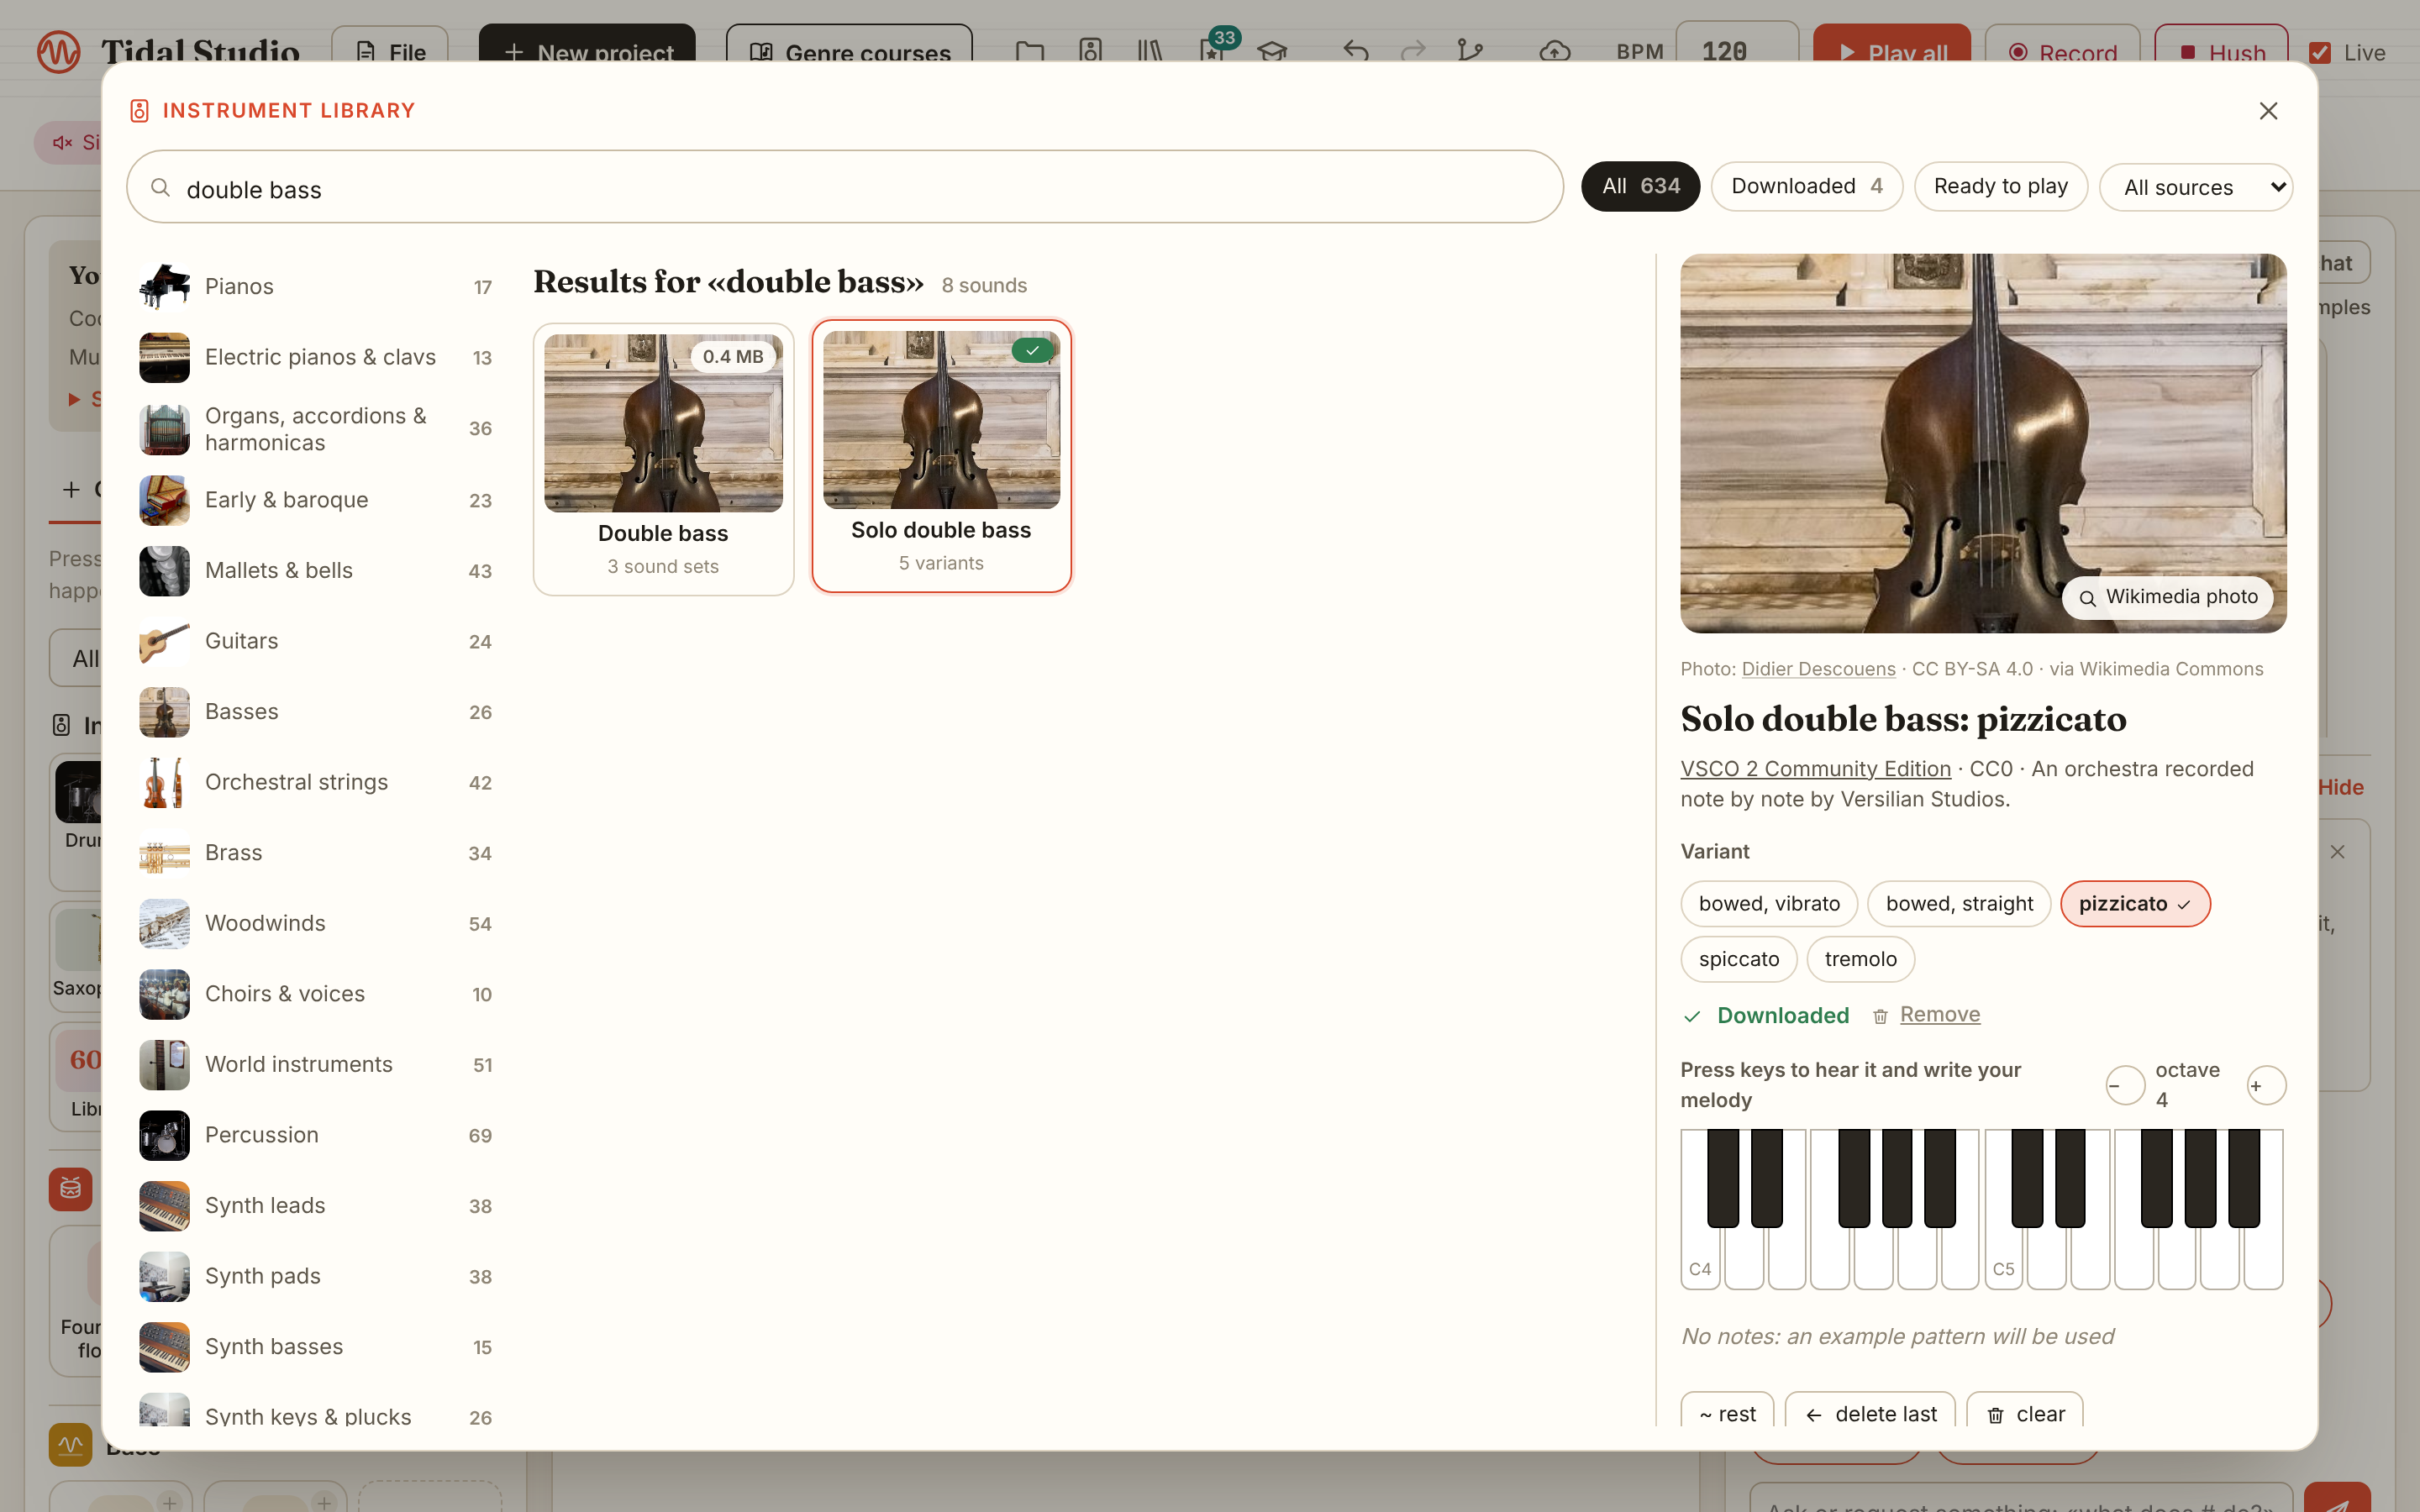 Tidal Studio
File
New project
Genre courses
33
BPM
120
Play all
Record
Hush
Live
INSTRUMENT LIBRARY
double bass
All 634
Downloaded 4
Ready to play
All sources
Pianos 17
Electric pianos & clavs 13
Organs, accordions &
harmonicas 36
Early & baroque 23
Mallets & bells 43
Guitars 24
Basses 26
Orchestral strings 42
Brass 34
Woodwinds 54
Choirs & voices 10
World instruments 51
Percussion 69
Synth leads 38
Synth pads 38
Synth basses 15
Synth keys & plucks 26
Results for «double bass» 8 sounds
0.4 MB
Double bass
3 sound sets
Solo double bass
5 variants
Wikimedia photo
Photo: Didier Descouens · CC BY-SA 4.0 · via Wikimedia Commons
Solo double bass: pizzicato
VSCO 2 Community Edition · CC0 · An orchestra recorded
note by note by Versilian Studios.
Variant
bowed, vibrato
bowed, straight
pizzicato
spiccato
tremolo
Downloaded
Remove
Press keys to hear it and write your
melody
− octave
4 +
C4
C5
No notes: an example pattern will be used
~ rest
← delete last
clear
Hide
Press
All
60
Bass